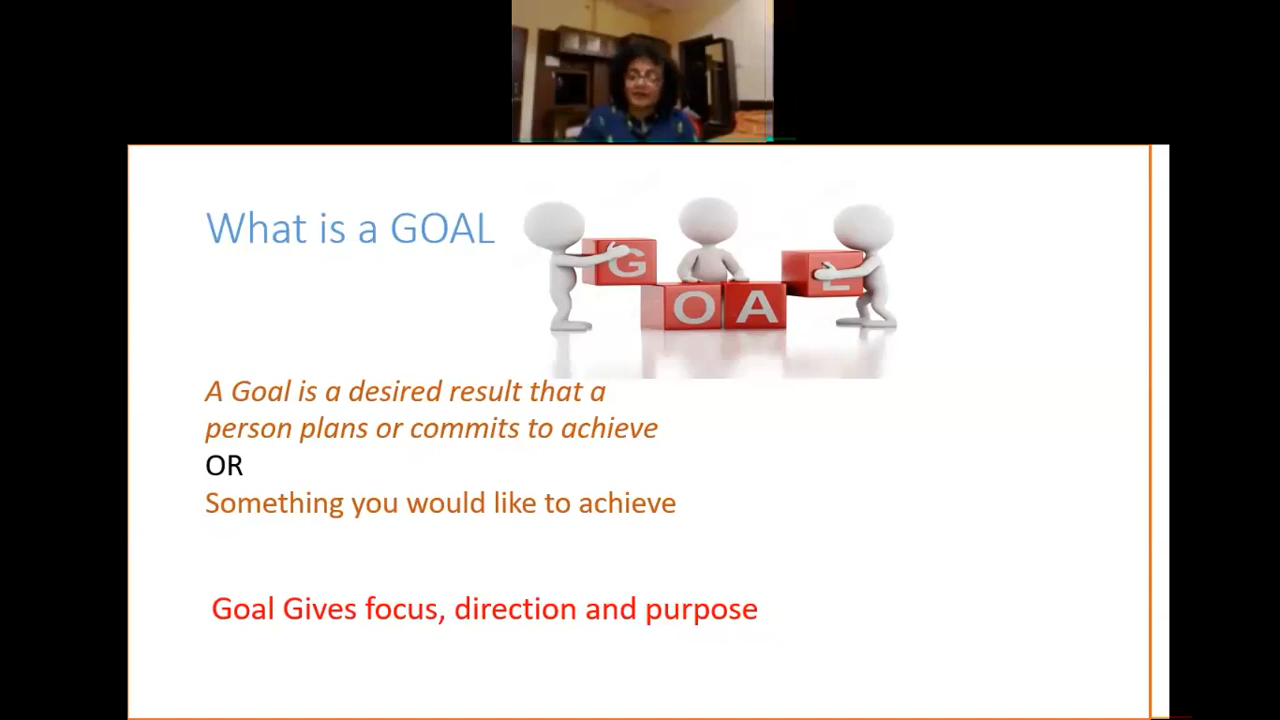 What is a GOAL
G
O A
L
A Goal is a desired result that a
person plans or commits to achieve
OR
Something you would like to achieve
Goal Gives focus, direction and purpose